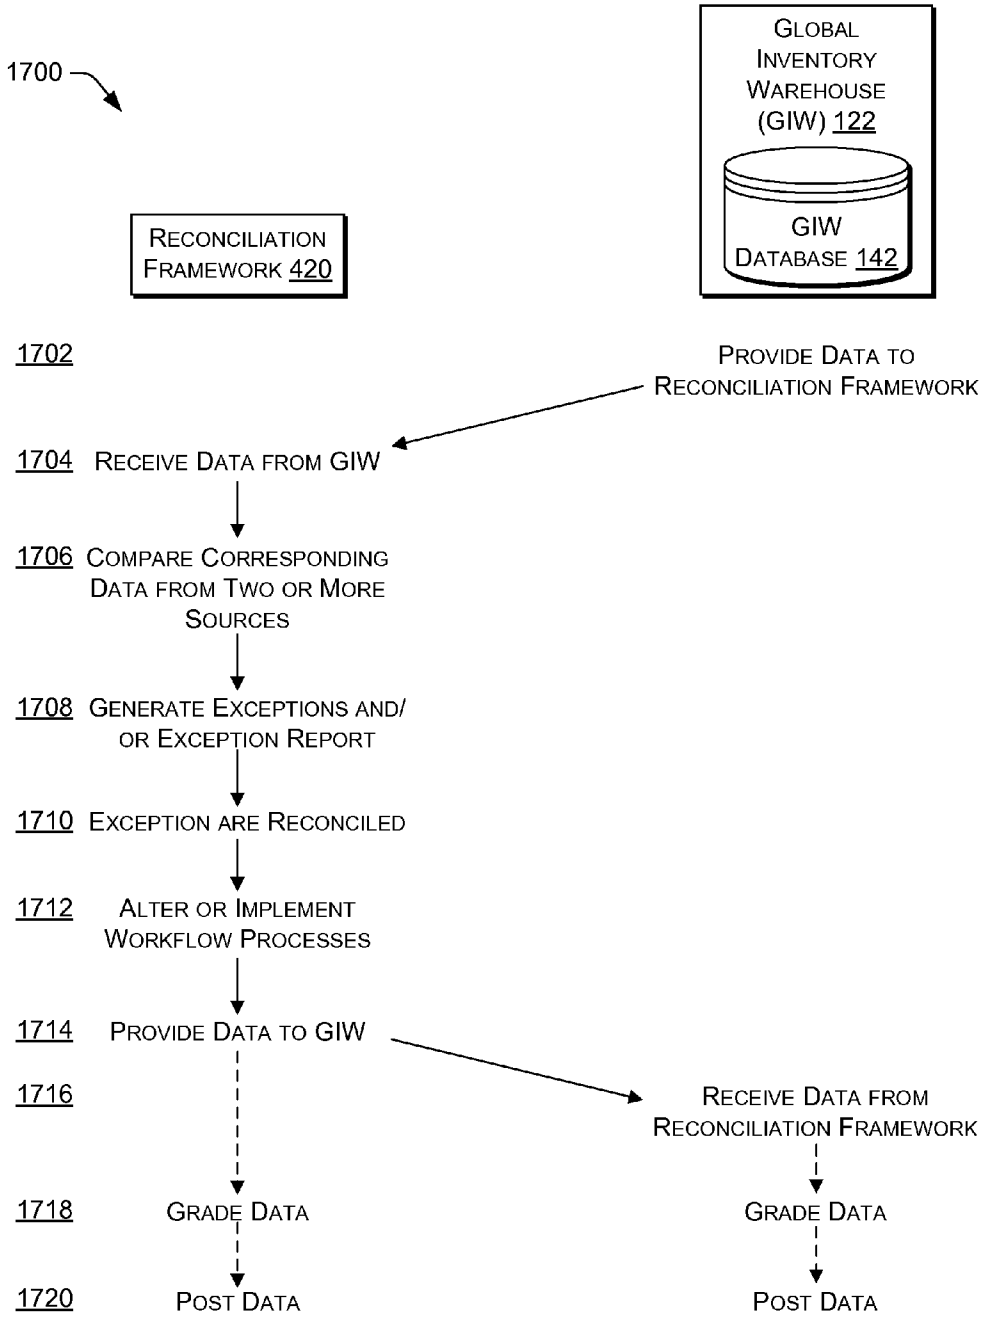 1700
GLOBAL
INVENTORY
WAREHOUSE
(GIW) 122
GIW
DATABASE 142
RECONCILIATION
FRAMEWORK 420
1702
PROVIDE DATA TO
RECONCILIATION FRAMEWORK
1704 RECEIVE DATA FROM GIW
1706 COMPARE CORRESPONDING
DATA FROM TWO OR MORE
SOURCES
1708 GENERATE EXCEPTIONS AND/
OR EXCEPTION REPORT
1710 EXCEPTION ARE RECONCILED
1712 ALTER OR IMPLEMENT
WORKFLOW PROCESSES
1714 PROVIDE DATA TO GIW
1716
RECEIVE DATA FROM
RECONCILIATION FRAMEWORK
1718 GRADE DATA GRADE DATA
1720 POST DATA POST DATA